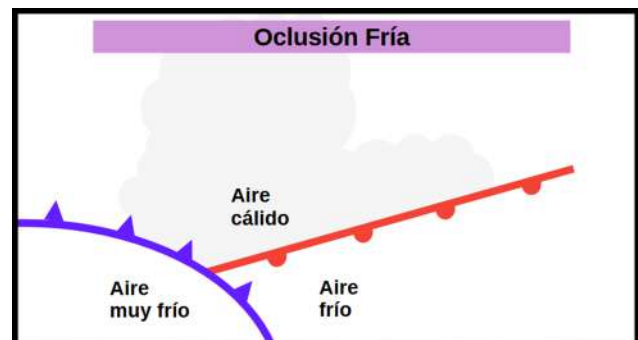 Oclusión Fría
Aire
cálido
Aire
muy frío
Aire
frío